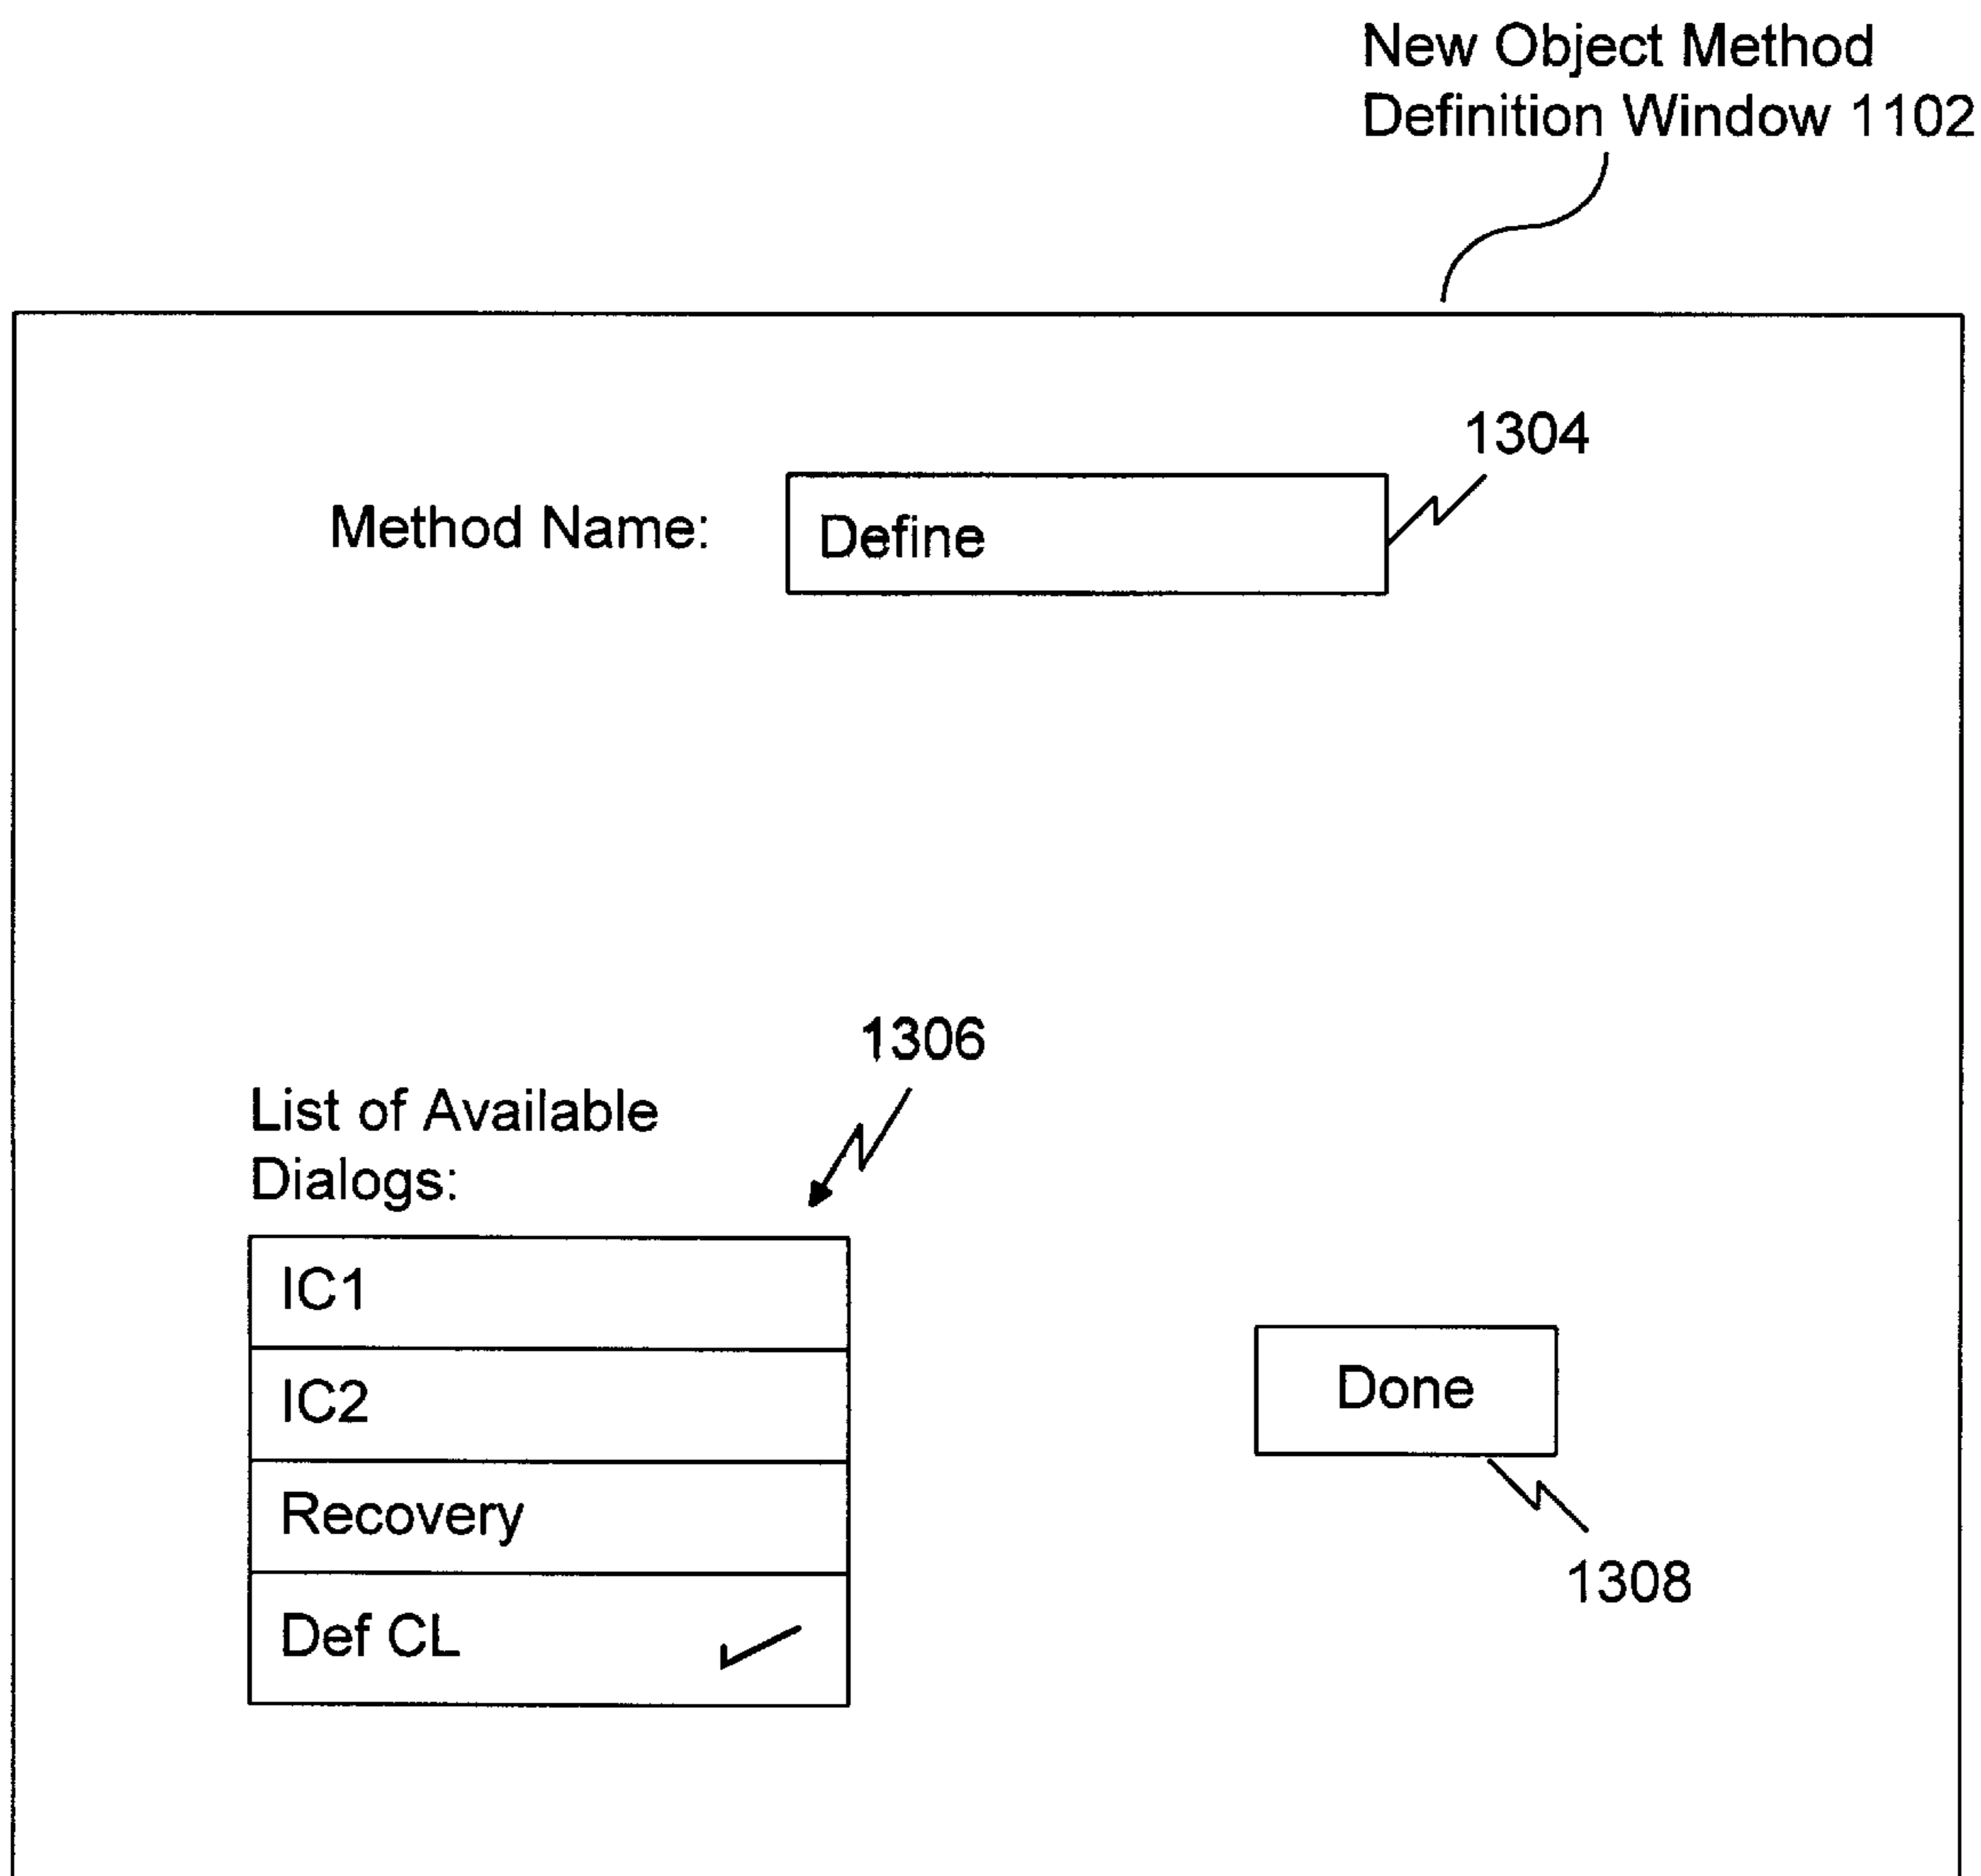 New Object Method
Definition Window 1102
1304
Method Name:
Define
1306
List of Available
Dialogs:
IC1
IC2
Recovery
Def CL
Done
1308